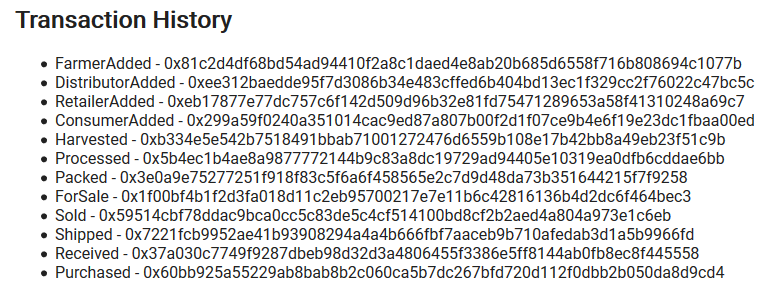 Transaction History
• FarmerAdded - 0x81c2d4df68bd54ad94410f2a8c1daed4e8ab20b685d6558f716b808694c1077b
• DistributorAdded - 0xee312baedde95f7d3086b34e483cffed6b404bd13ec1f329cc2f76022c47bc5c
• RetailerAdded - 0xeb17877e77dc757c6f142d509d96b32e81fd75471289653a58f41310248a69c7
• ConsumerAdded - 0x299a59f0240a351014cac9ed87a807b00f2d1f07ce9b4e6f19e23dc1fbaa00ed
• Harvested - 0xb334e5e542b7518491bbab71001272476d6559b108e17b42bb8a49eb23f51c9b
• Processed - 0x5b4ec1b4ae8a9877772144b9c83a8dc19729ad94405e10319ea0dfb6cddae6bb
• Packed - 0x3e0a9e75277251f918f83c5f6a6f458565e2c7d9d48da73b351644215f7f9258
• ForSale - 0x1f00bf4b1f2d3fa018d11c2eb95700217e7e11b6c42816136b4d2dc6f464bec3
• Sold - 0x59514cbf78ddac9bca0cc5c83de5c4cf514100bd8cf2b2aed4a804a973e1c6eb
• Shipped - 0x7221fcb9952ae41b93908294a4a4b666fbf7aaceb9b710afedab3d1a5b9966fd
• Received - 0x37a030c7749f9287dbeb98d32d3a4806455f3386e5ff8144ab0fb8ec8f445558
• Purchased - 0x60bb925a55229ab8bab8b2c060ca5b7dc267bfd720d112f0dbb2b050da8d9cd4